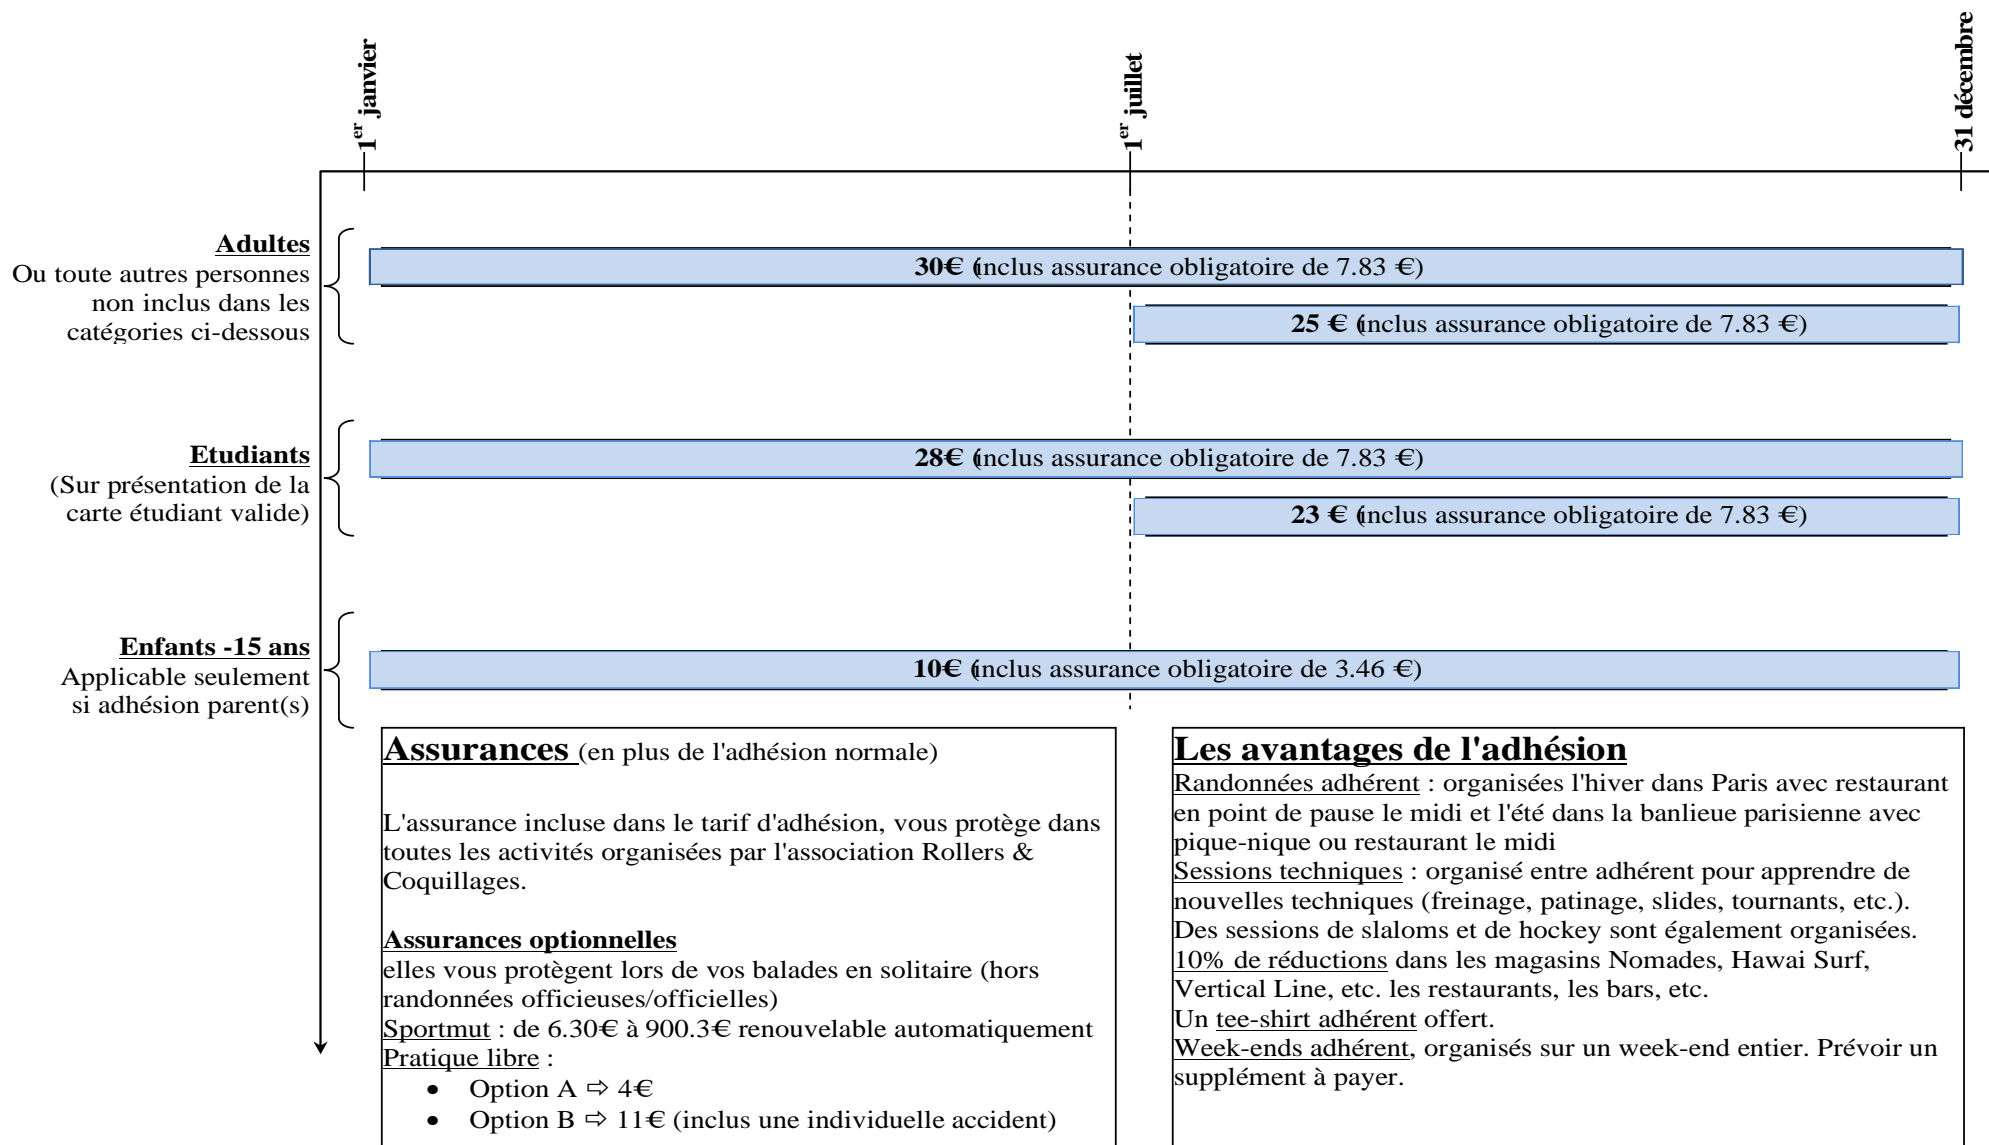 1er janvier
1er juillet
31 décembre
Adultes
Ou toute autres personnes
non inclus dans les
catégories ci-dessous
30€ (inclus assurance obligatoire de 7.83 €)
25 € (inclus assurance obligatoire de 7.83 €)
Etudiants
(Sur présentation de la
carte étudiant valide)
28€ (inclus assurance obligatoire de 7.83 €)
23 € (inclus assurance obligatoire de 7.83 €)
Enfants -15 ans
Applicable seulement
si adhésion parent(s)
10€ (inclus assurance obligatoire de 3.46 €)
Assurances (en plus de l'adhésion normale)
L'assurance incluse dans le tarif d'adhésion, vous protège dans
toutes les activités organisées par l'association Rollers &
Coquillages.
Assurances optionnelles
elles vous protègent lors de vos balades en solitaire (hors
randonnées officieuses/officielles)
Sportmut : de 6.30€ à 900.3€ renouvelable automatiquement
Pratique libre :
• Option A ⇨ 4€
• Option B ⇨ 11€ (inclus une individuelle accident)
Les avantages de l'adhésion
Randonnées adhérent : organisées l'hiver dans Paris avec restaurant
en point de pause le midi et l'été dans la banlieue parisienne avec
pique-nique ou restaurant le midi
Sessions techniques : organisé entre adhérent pour apprendre de
nouvelles techniques (freinage, patinage, slides, tournants, etc.).
Des sessions de slaloms et de hockey sont également organisées.
10% de réductions dans les magasins Nomades, Hawai Surf,
Vertical Line, etc. les restaurants, les bars, etc.
Un tee-shirt adhérent offert.
Week-ends adhérent, organisés sur un week-end entier. Prévoir un
supplément à payer.